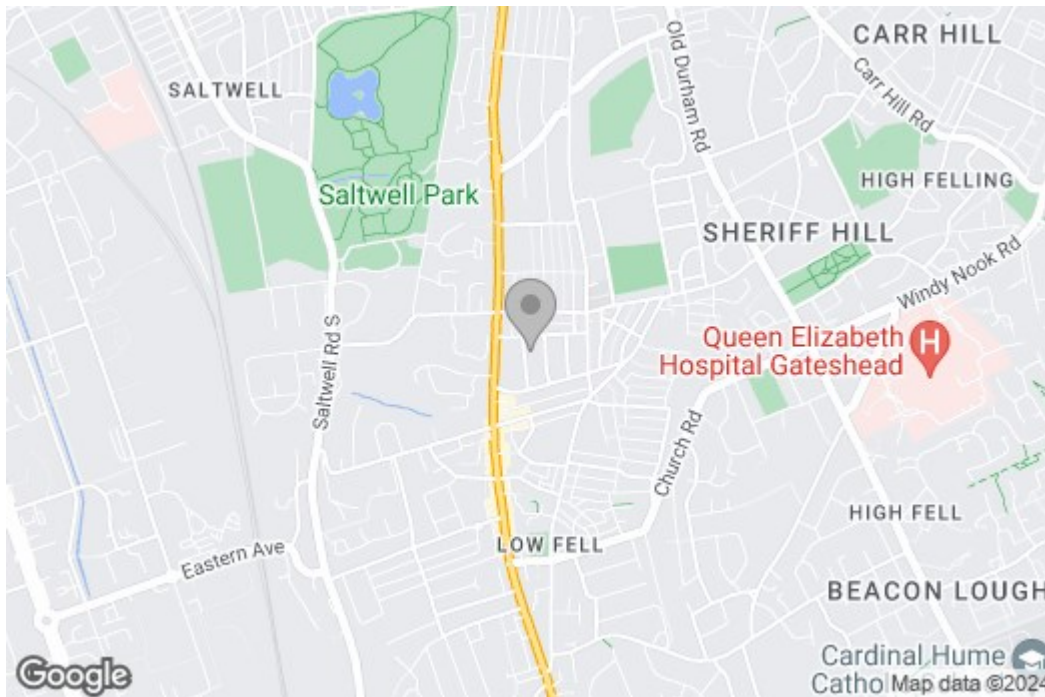 CARR HILL
Old Durham Rd
Carr Hill Rd
SALTWELL
HIGH FELLING
Saltwell Park
SHERIFF HILL
Windy Nook Rd
Queen Elizabeth
Hospital Gateshead
H
Saltwell Rd S
Church Rd
HIGH FELL
LOW FELL
Eastern Ave
BEACON LOUGH
Cardinal Hume
Google
Map data ©2024